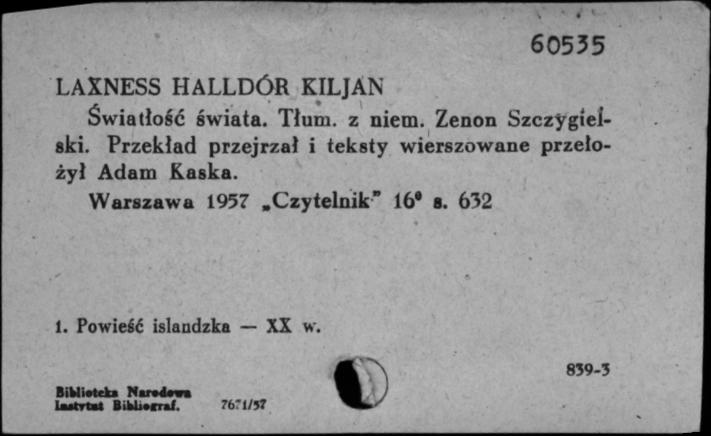 60535
LAXNESS HALLDÓR KILJAN
Światłość świata. Tłum. z niem. Zenon Szczygieł-
ski. Przekład przejrzał i teksty wierszowane przeło-
żył Adam Kaska.
Warszawa 1957 „Czytelnik” 16° s. 632
1. Powieść islandzka — XX w.
839-3
Biblioteka Narodowa
Instytut Bibliograf.